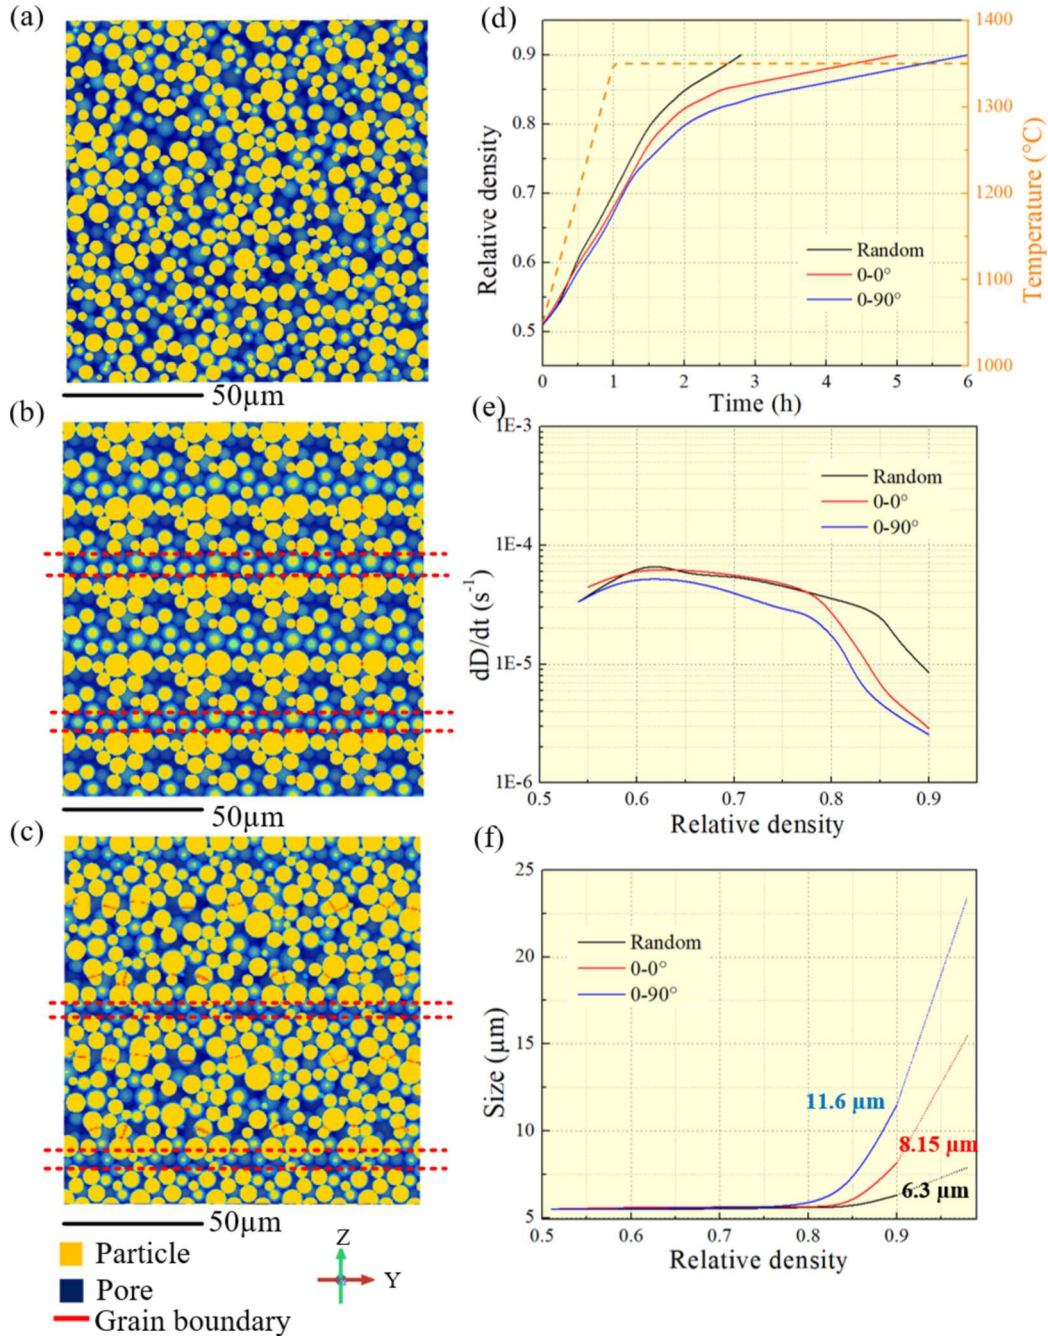 (a)
50µm
(b)
50µm
(c)
50µm
Particle
Pore
Grain boundary
Z
Y
(d)
0.9
0.8
0.7
0.6
0.5
Relative density
1400
1300
1200
1100
1000
Temperature (°C)
Random
0-0°
0-90°
0 1 2 3 4 5 6
Time (h)
(e)
1E-3
1E-4
1E-5
1E-6
dD/dt (s⁻¹)
Random
0-0°
0-90°
0.5 0.6 0.7 0.8 0.9
Relative density
(f)
25
20
15
10
5
Size (µm)
Random
0-0°
0-90°
11.6 µm
8.15 µm
6.3 µm
0.5 0.6 0.7 0.8 0.9
Relative density